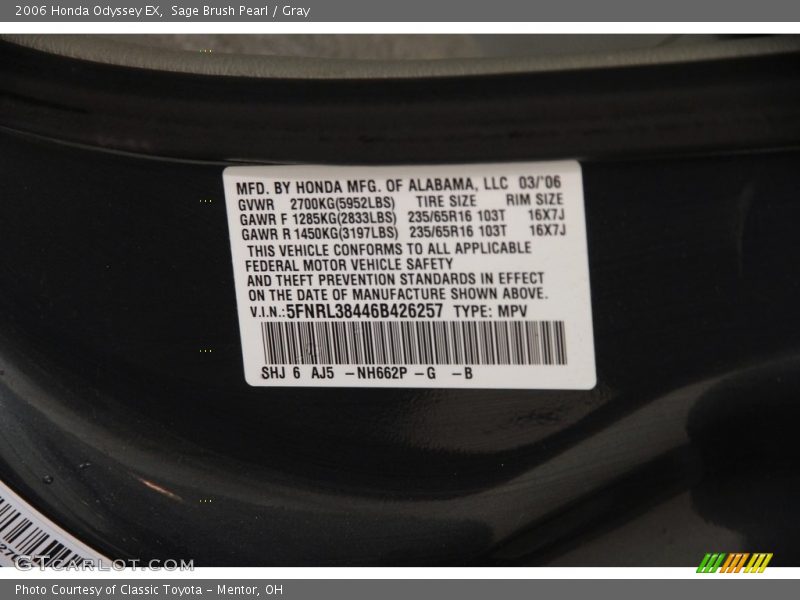 2006 Honda Odyssey EX, Sage Brush Pearl / Gray
MFD. BY HONDA MFG. OF ALABAMA, LLC 03/'06
GVWR 2700KG(5952LBS) TIRE SIZE RIM SIZE
GAWR F 1285KG(2833LBS) 235/65R16 103T 16X7J
GAWR R 1450KG(3197LBS) 235/65R16 103T 16X7J
THIS VEHICLE CONFORMS TO ALL APPLICABLE
FEDERAL MOTOR VEHICLE SAFETY
AND THEFT PREVENTION STANDARDS IN EFFECT
ON THE DATE OF MANUFACTURE SHOWN ABOVE.
V.I.N.:5FNRL38446B426257 TYPE: MPV
SHJ 6 AJ5 -NH662P -G -B
GTCarLot.com
Photo Courtesy of Classic Toyota - Mentor, OH